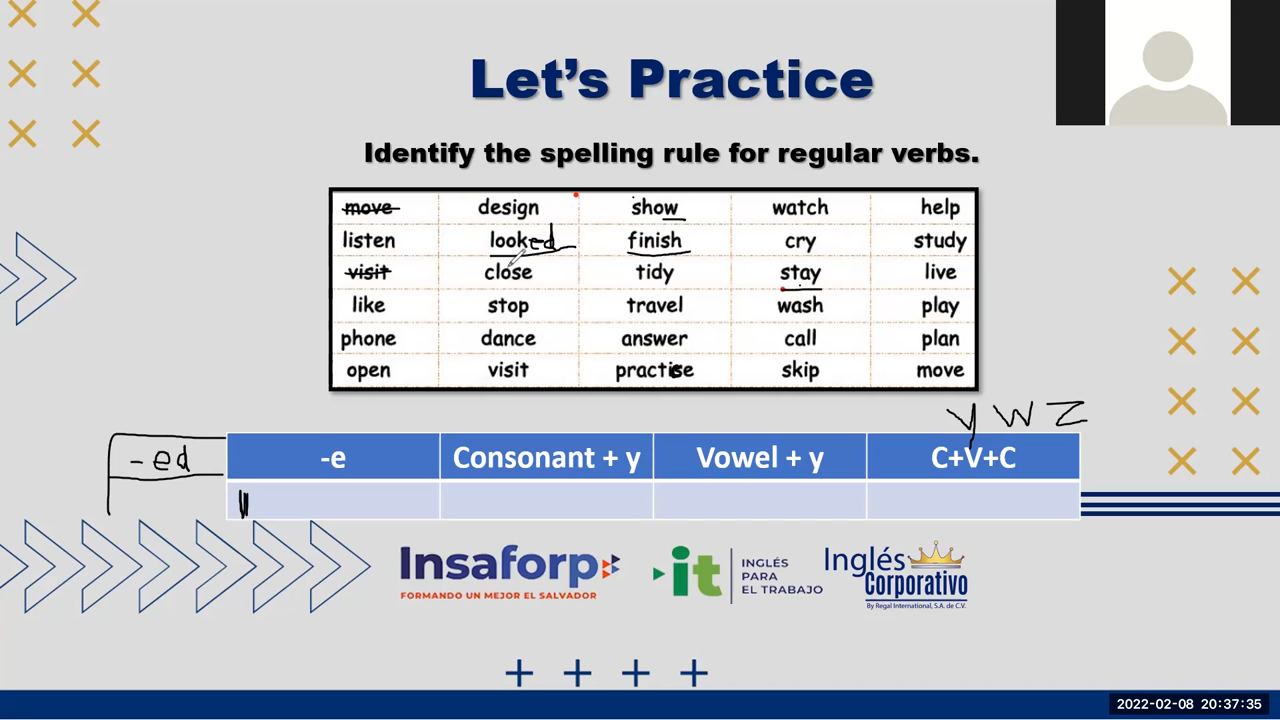 Let's Practice
Identify the spelling rule for regular verbs.
move design show watch help
listen looked finish cry study
visit close tidy stay live
like stop travel wash play
phone dance answer call plan
open visit practise skip move
y w z
-ed -e Consonant + y Vowel + y C+V+C
Insaforp
FORMANDO UN MEJOR EL SALVADOR
it INGLÉS PARA EL TRABAJO
Inglés Corporativo
By Regal International, S.A. de C.V.
2022-02-08 20:37:35